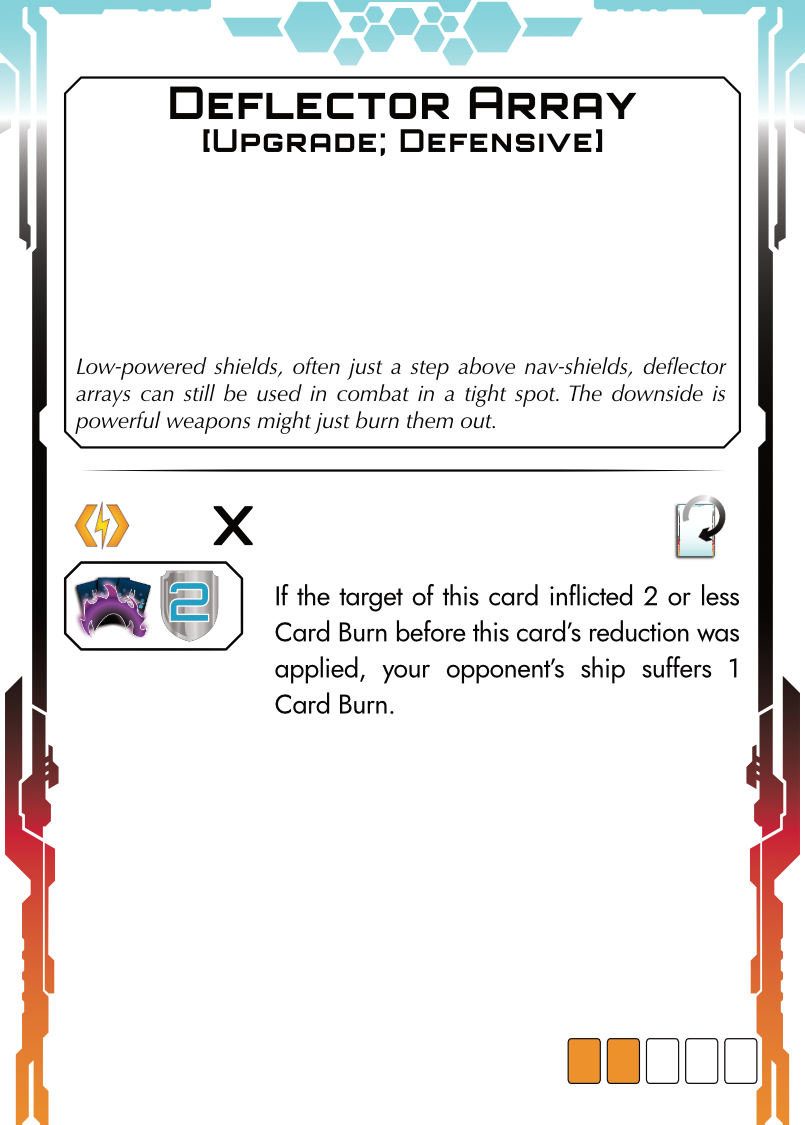 Deflector Array
[Upgrade; Defensive]
Low-powered shields, often just a step above nav-shields, deflector
arrays can still be used in combat in a tight spot. The downside is
powerful weapons might just burn them out.
X
2
If the target of this card inflicted 2 or less
Card Burn before this card's reduction was
applied, your opponent's ship suffers 1
Card Burn.